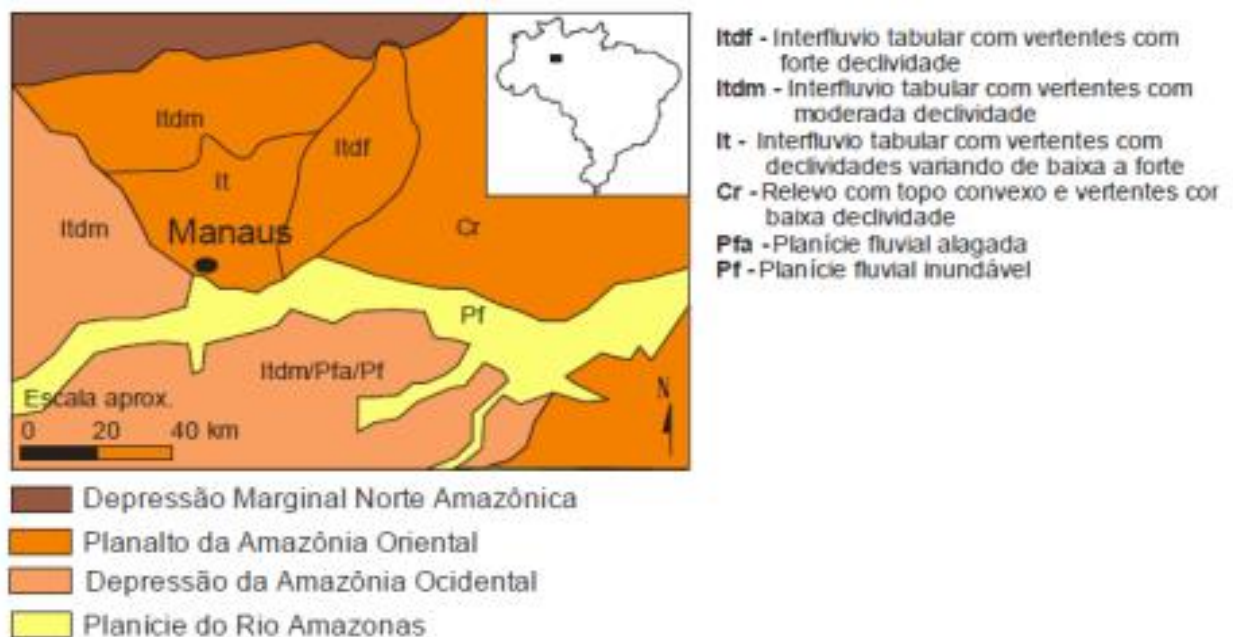 Itdm
Itdf
It
Itdm
Manaus
Cr
Pf
Itdm/Pfa/Pf
N
Escala aprox.
0 20 40 km
Itdf - Interfluvio tabular com vertentes com
forte declividade
Itdm - Interfluvio tabular com vertentes com
moderada declividade
It - Interfluvio tabular com vertentes com
declividades variando de baixa a forte
Cr - Relevo com topo convexo e vertentes cor
baixa declividade
Pfa - Planície fluvial alagada
Pf - Planície fluvial inundável
Depressão Marginal Norte Amazônica
Planalto da Amazônia Oriental
Depressão da Amazônia Ocidental
Planície do Rio Amazonas